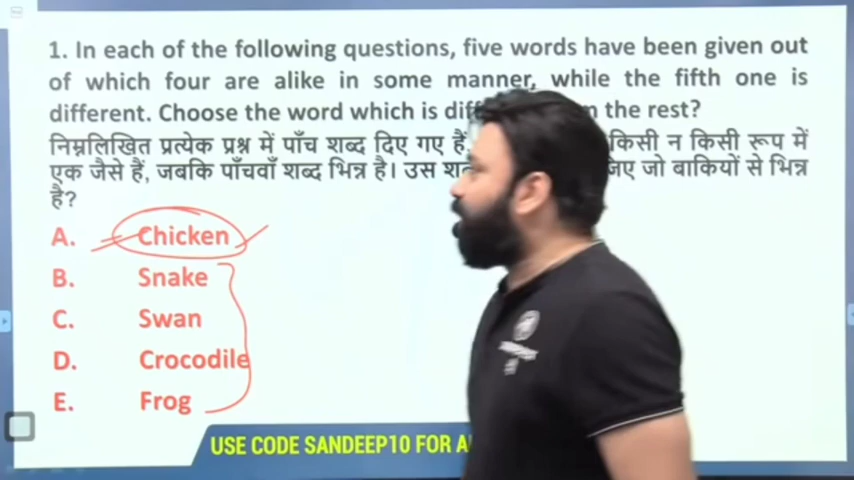 1. In each of the following questions, five words have been given out
of which four are alike in some manner, while the fifth one is
different. Choose the word which is the rest?
निम्नलिखित प्रत्येक प्रश्न में पाँच शब्द दिए गए हैं किसी न किसी रूप में
एक जैसे हैं, जबकि पाँचवाँ शब्द भिन्न है। उस जो बाकियों से भिन्न
है?
A. Chicken
B. Snake
C. Swan
D. Crocodile
E. Frog
USE CODE SANDEEP10 FOR